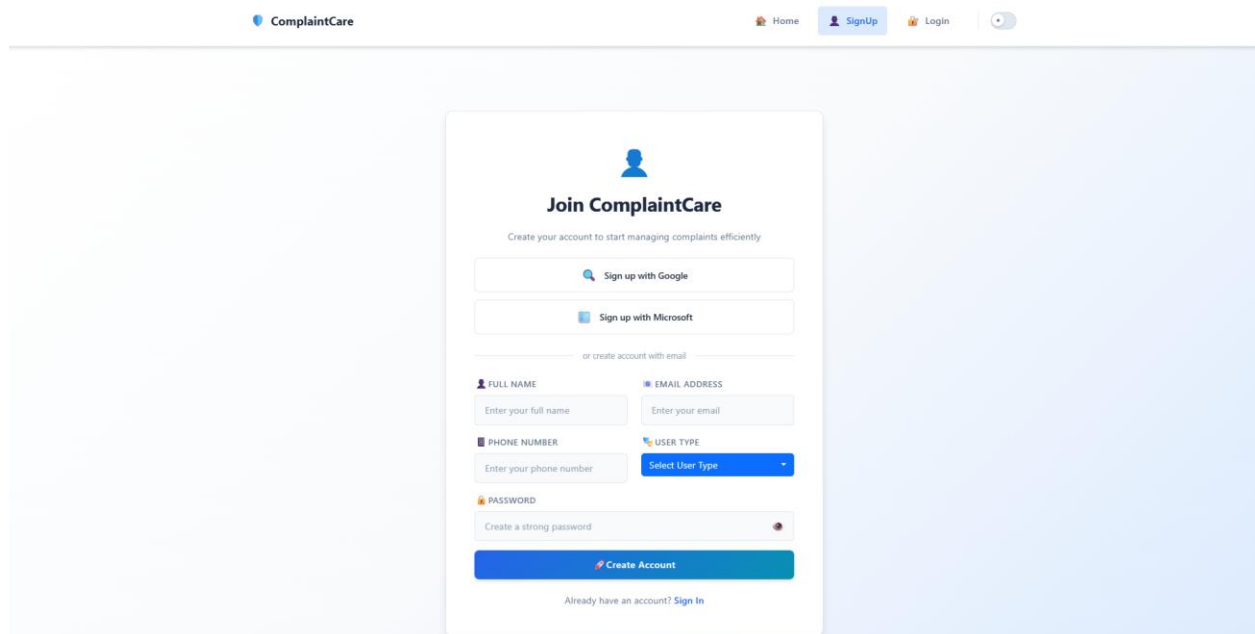 ComplaintCare
Home
SignUp
Login
Join ComplaintCare
Create your account to start managing complaints efficiently
Sign up with Google
Sign up with Microsoft
or create account with email
FULL NAME
EMAIL ADDRESS
Enter your full name
Enter your email
PHONE NUMBER
USER TYPE
Enter your phone number
Select User Type
PASSWORD
Create a strong password
Create Account
Already have an account? Sign In